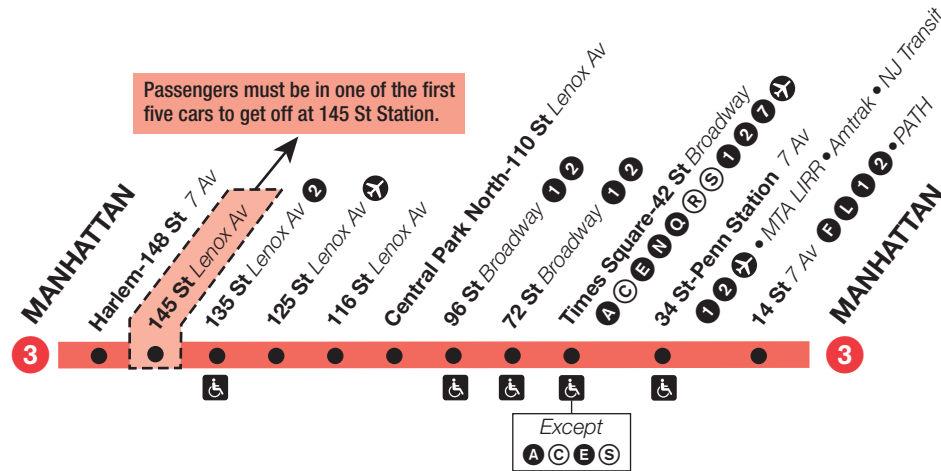 Passengers must be in one of the first
five cars to get off at 145 St Station.
MANHATTAN
Harlem-148 St 7 Av
145 St Lenox Av
135 St Lenox Av 2
125 St Lenox Av
116 St Lenox Av
Central Park North-110 St Lenox Av
96 St Broadway 1 2
72 St Broadway 1 2
Times Square-42 St Broadway
A C E N Q R S 1 2 7
34 St-Penn Station 7 Av
1 2 • MTA LIRR • Amtrak • NJ Transit
14 St 7 Av F L 1 2 • PATH
MANHATTAN
3
3
Except
A C E S